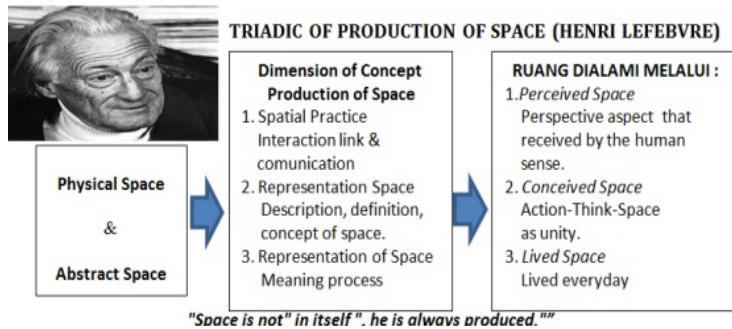 TRIADIC OF PRODUCTION OF SPACE (HENRI LEFEBVRE)
Physical Space
&
Abstract Space
Dimension of Concept
Production of Space
1. Spatial Practice
Interaction link &
comunication
2. Representation Space
Description, definition,
concept of space.
3. Representation of Space
Meaning process
RUANG DIALAMI MELALUI :
1.Perceived Space
Perspective aspect that
received by the human
sense.
2. Conceived Space
Action-Think-Space
as unity.
3. Lived Space
Lived everyday
"Space is not" in itself ", he is always produced."”